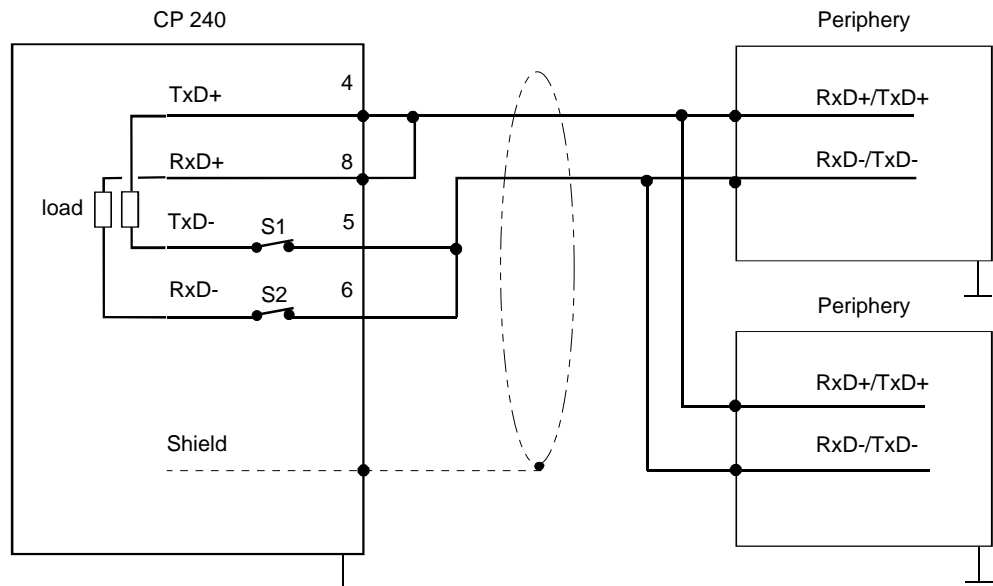 CP 240
Periphery
TxD+
4
RxD+/TxD+
RxD+
8
RxD-/TxD-
load
TxD-
S1
5
RxD-
S2
6
Periphery
RxD+/TxD+
Shield
RxD-/TxD-